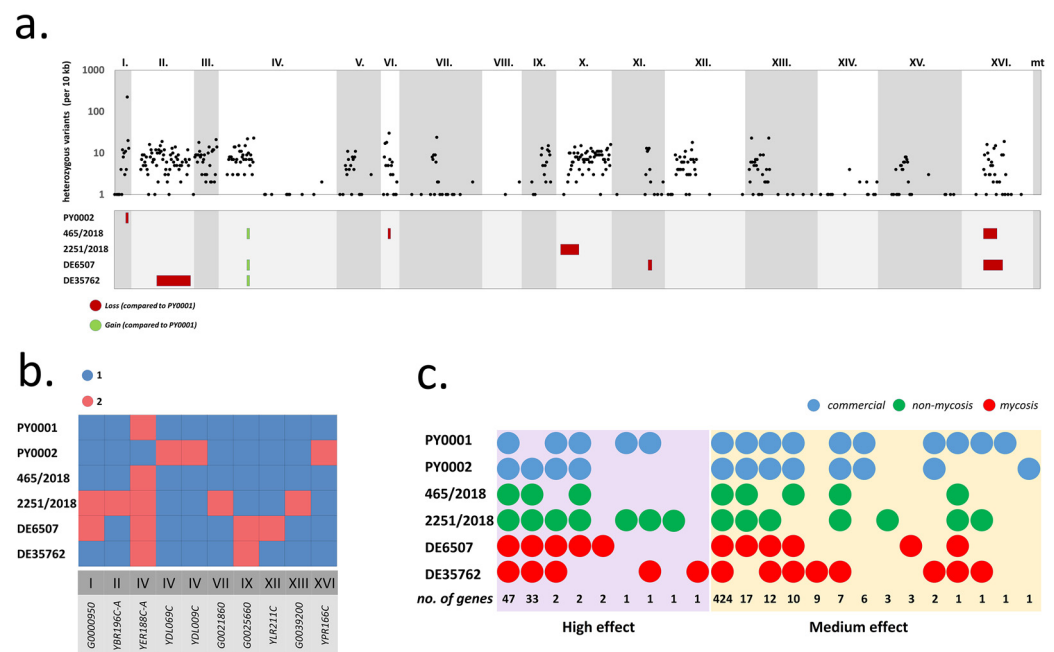 a.
I. II. III. IV. V. VI. VII. VIII. IX. X. XI. XII. XIII. XIV. XV. XVI. mt
heterozygous variants (per 10 kb)
1000
100
10
1
PY0002
465/2018
2251/2018
DE6507
DE35762
Loss (compared to PY0001)
Gain (compared to PY0001)
b.
1
2
PY0001
PY0002
465/2018
2251/2018
DE6507
DE35762
I II IV IV IV VII IX XII XIII XVI
G0000950 YBR196C-A YER188C-A YDL069C YDL009C G0021860 G0025660 YLR211C G0039200 YPR166C
c.
commercial non-mycosis mycosis
PY0001
PY0002
465/2018
2251/2018
DE6507
DE35762
no. of genes 47 33 2 2 2 1 1 1 1 424 17 12 10 9 7 6 3 3 2 1 1 1 1
High effect Medium effect